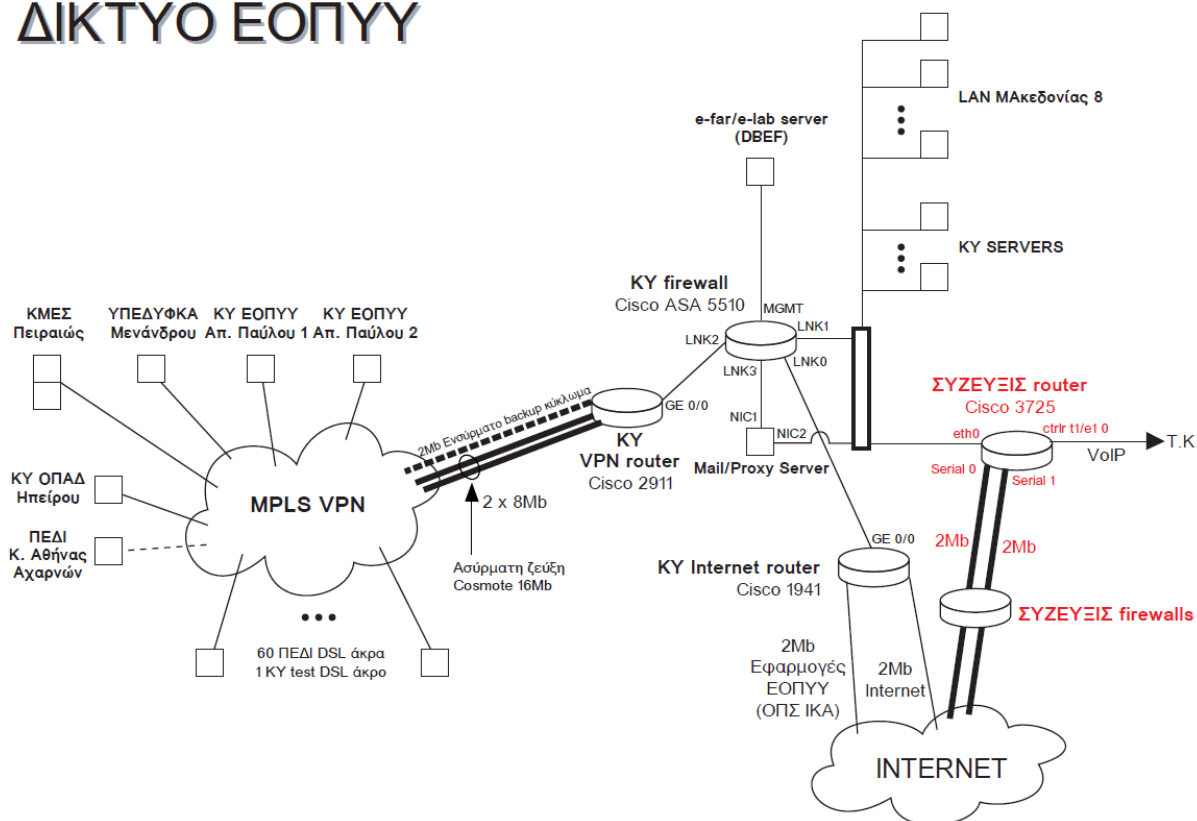 ΔΙΚΤΥΟ ΕΟΠΥΥ
LAN ΜΑκεδονίας 8
e-far/e-lab server
(DBEF)
KY SERVERS
KY firewall
Cisco ASA 5510
MGMT
LNK1
LNK2
LNK0
LNK3
ΚΜΕΣ
Πειραιώς
ΥΠΕΔΥΦΚΑ
Μενάνδρου
ΚΥ ΕΟΠΥΥ
Απ. Παύλου 1
ΚΥ ΕΟΠΥΥ
Απ. Παύλου 2
2Mb Ενσύρματο backup κύκλωμα
GE 0/0
KY
VPN router
Cisco 2911
NIC1
NIC2
Mail/Proxy Server
ΣΥΖΕΥΞΙΣ router
Cisco 3725
eth0
ctrlr t1/e1 0
Τ.Κ
VoIP
Serial 0
Serial 1
ΚΥ ΟΠΑΔ
Ηπείρου
MPLS VPN
2 x 8Mb
ΠΕΔΙ
Κ. Αθήνας
Αχαρνών
Ασύρματη ζεύξη
Cosmote 16Mb
GE 0/0
KY Internet router
Cisco 1941
2Mb
2Mb
ΣΥΖΕΥΞΙΣ firewalls
60 ΠΕΔΙ DSL άκρα
1 ΚΥ test DSL άκρο
2Mb
Εφαρμογές
ΕΟΠΥΥ
(ΟΠΣ ΙΚΑ)
2Mb
Internet
INTERNET